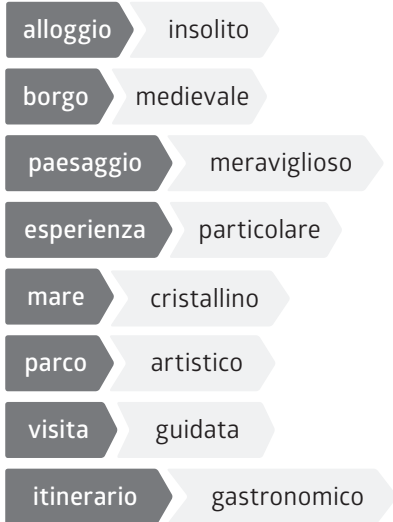 alloggio insolito
borgo medievale
paesaggio meraviglioso
esperienza particolare
mare cristallino
parco artistico
visita guidata
itinerario gastronomico